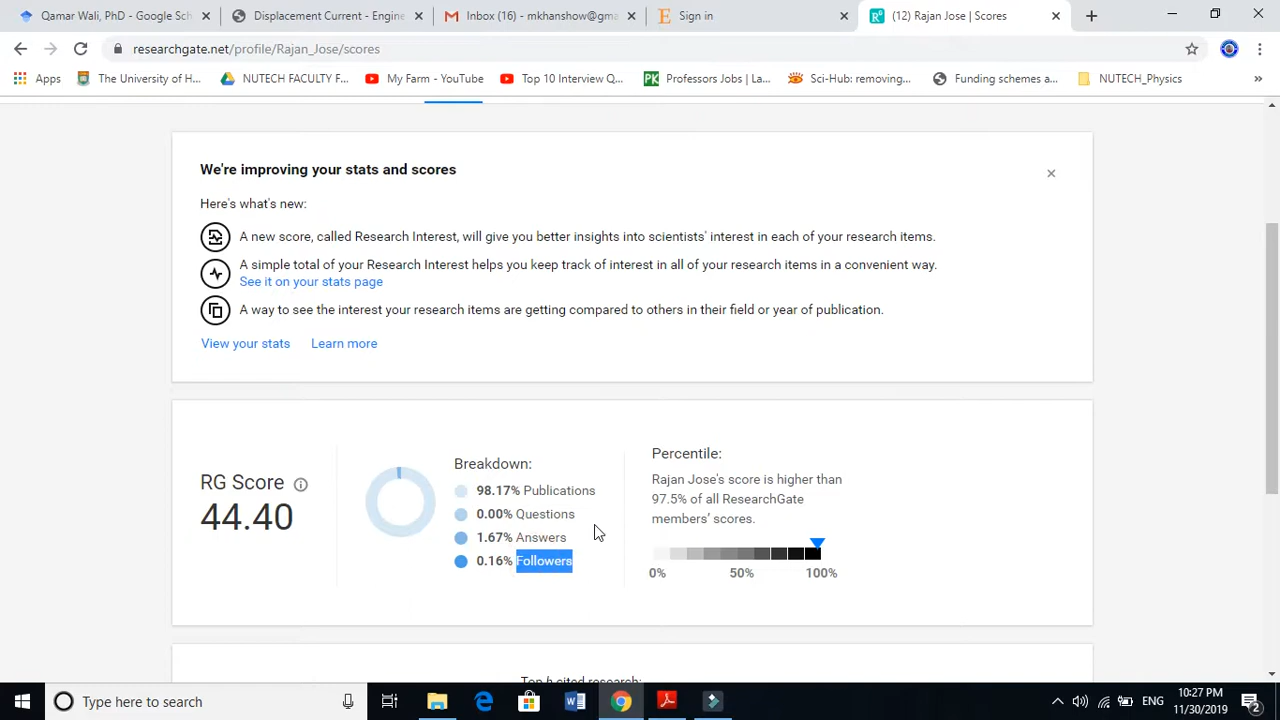 Qamar Wali, PhD - Google Sch
Displacement Current - Engin
Inbox (16) - mkhanshow@gma
Sign in
(12) Rajan Jose | Scores
researchgate.net/profile/Rajan_Jose/scores
Apps
The University of H...
NUTECH FACULTY F...
My Farm - YouTube
Top 10 Interview Q...
Professors Jobs | La...
Sci-Hub: removing...
Funding schemes a...
NUTECH_Physics
»
We're improving your stats and scores
Here's what's new:
A new score, called Research Interest, will give you better insights into scientists' interest in each of your research items.
A simple total of your Research Interest helps you keep track of interest in all of your research items in a convenient way.
See it on your stats page
A way to see the interest your research items are getting compared to others in their field or year of publication.
View your stats
Learn more
RG Score
44.40
Breakdown:
98.17% Publications
0.00% Questions
1.67% Answers
0.16% Followers
Percentile:
Rajan Jose's score is higher than
97.5% of all ResearchGate
members' scores.
0% 50% 100%
Top h cited research:
Type here to search
ENG
10:27 PM
11/30/2019
2